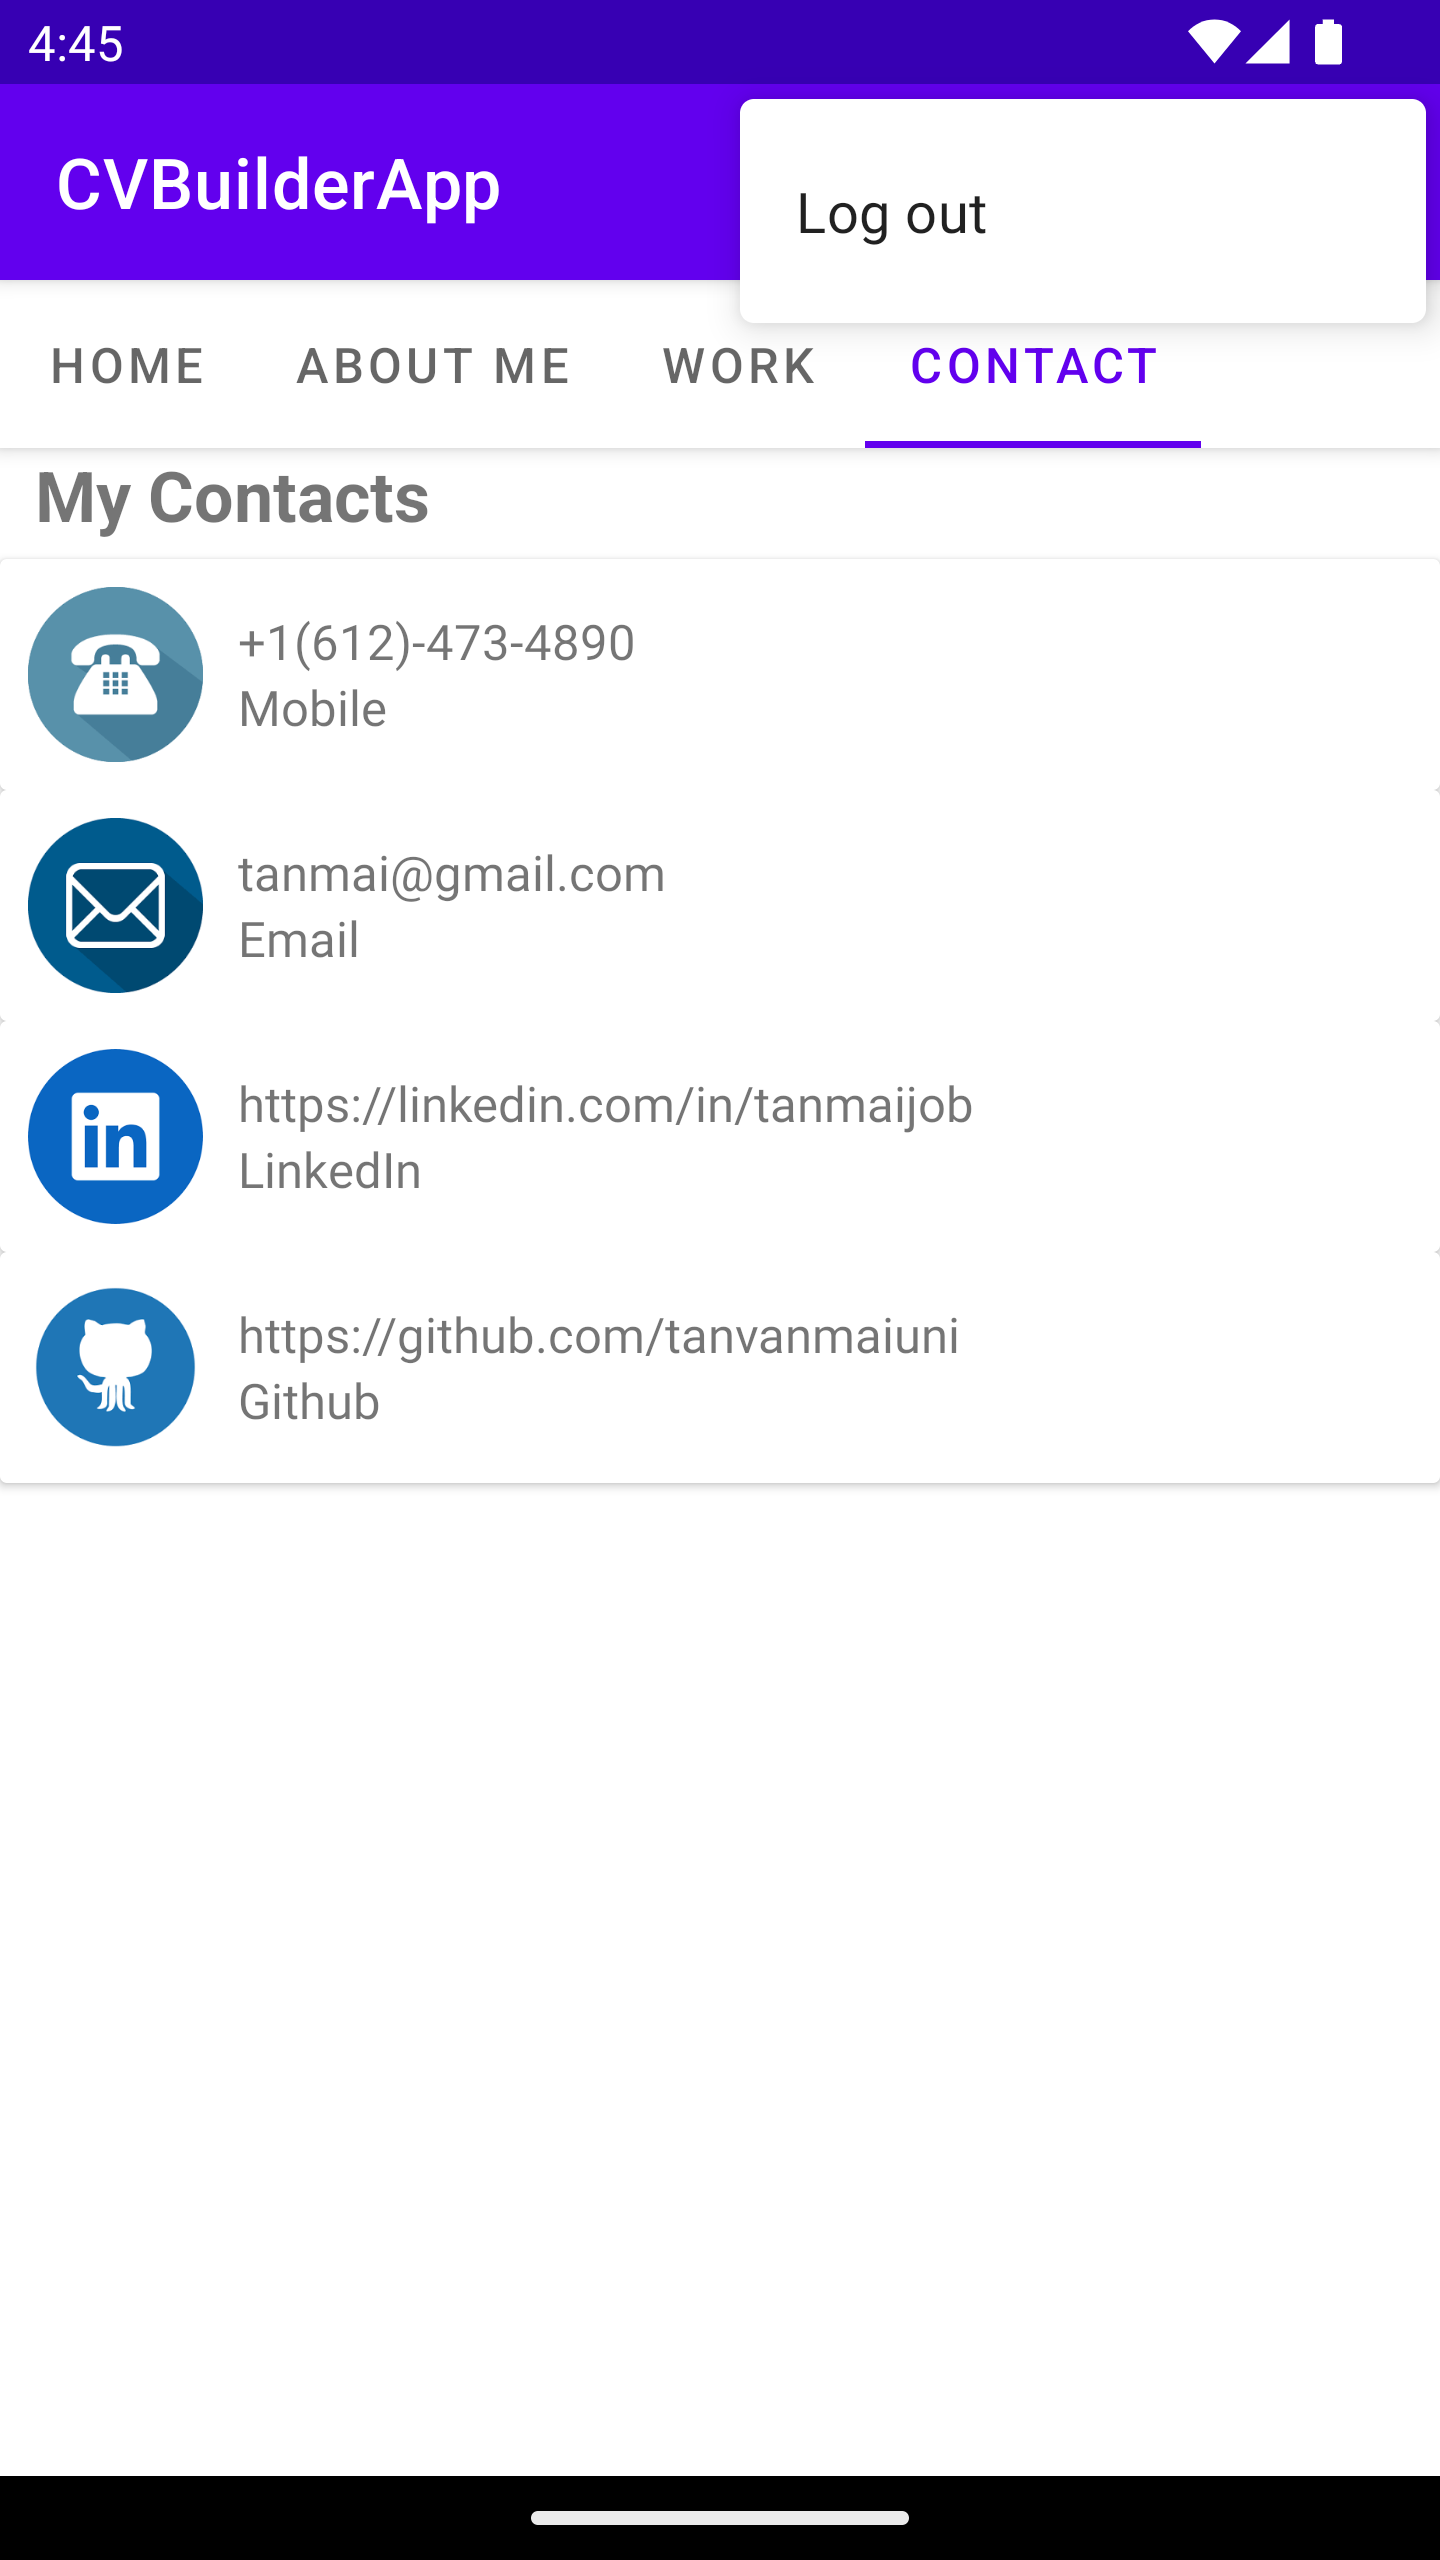 4:45
CVBuilderApp
Log out
HOME
ABOUT ME
WORK
CONTACT
My Contacts
+1(612)-473-4890
Mobile
tanmai@gmail.com
Email
in
https://linkedin.com/in/tanmaijob
LinkedIn
https://github.com/tanvanmaiuni
Github